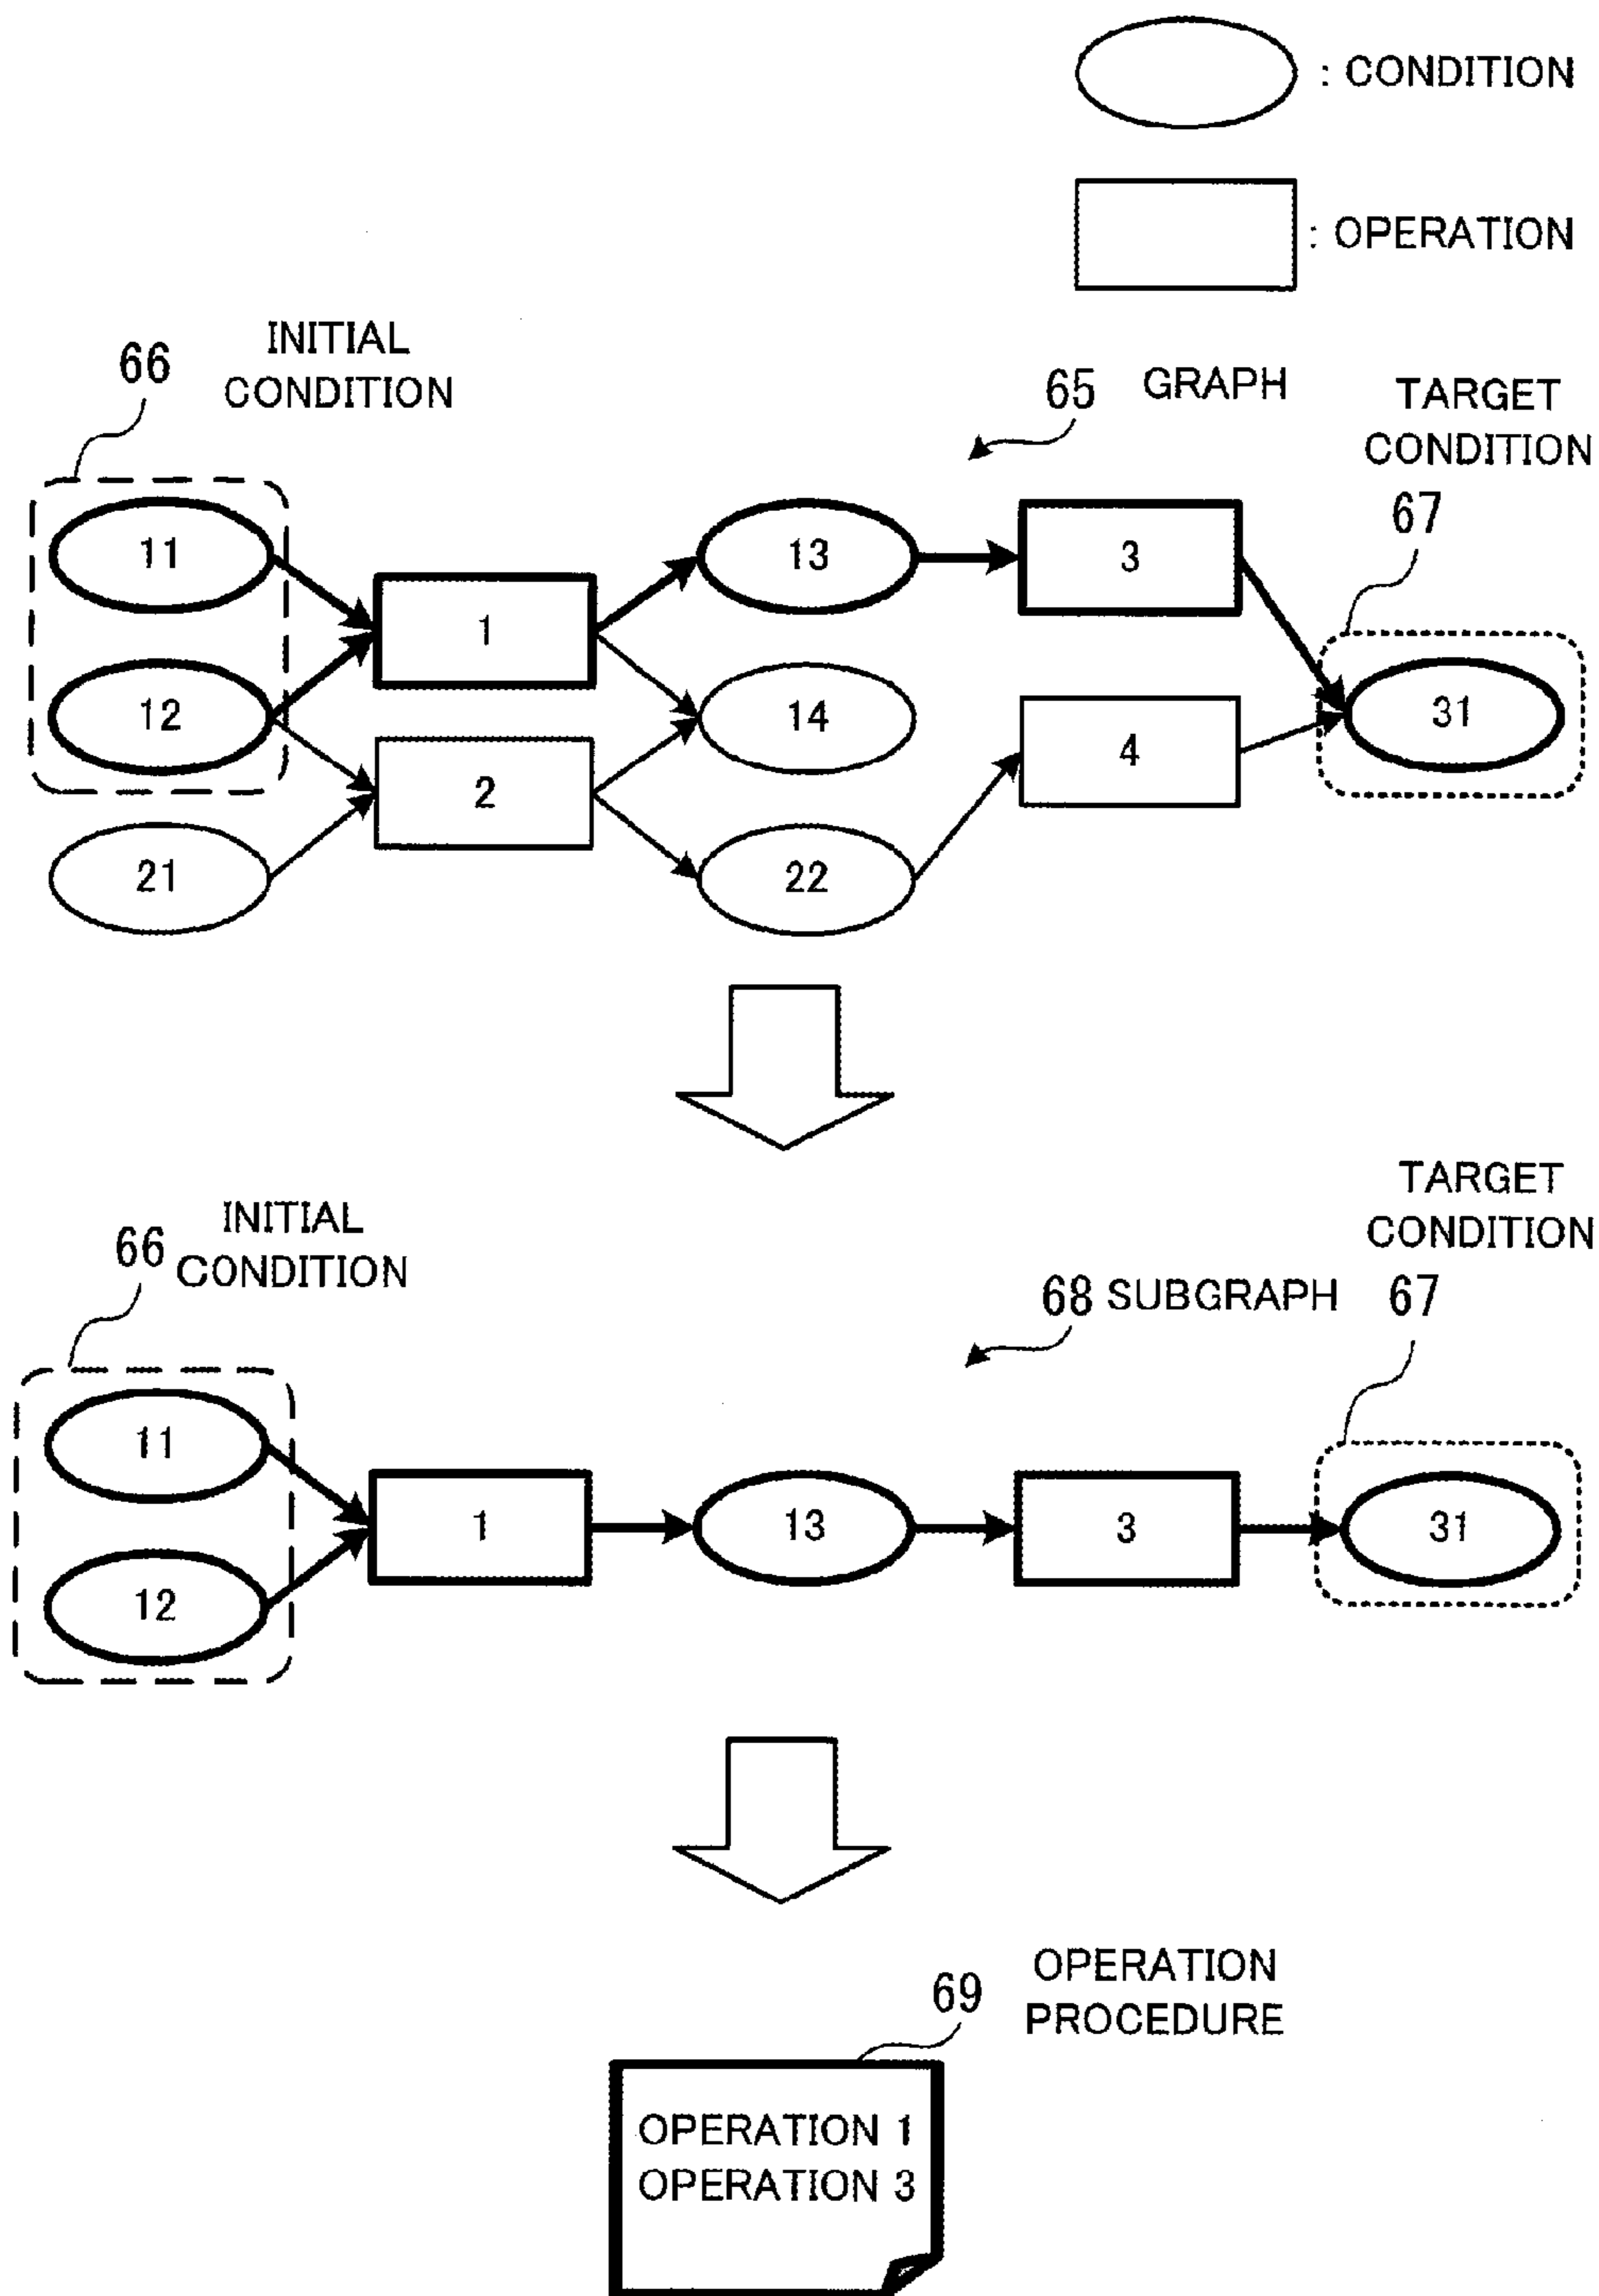 : CONDITION
: OPERATION
66
INITIAL
CONDITION
65
GRAPH
TARGET
CONDITION
67
11
13
3
1
12
14
31
4
2
21
22
TARGET
CONDITION
66
INITIAL
CONDITION
68 SUBGRAPH
67
11
1
13
3
31
12
69
OPERATION
PROCEDURE
OPERATION 1
OPERATION 3